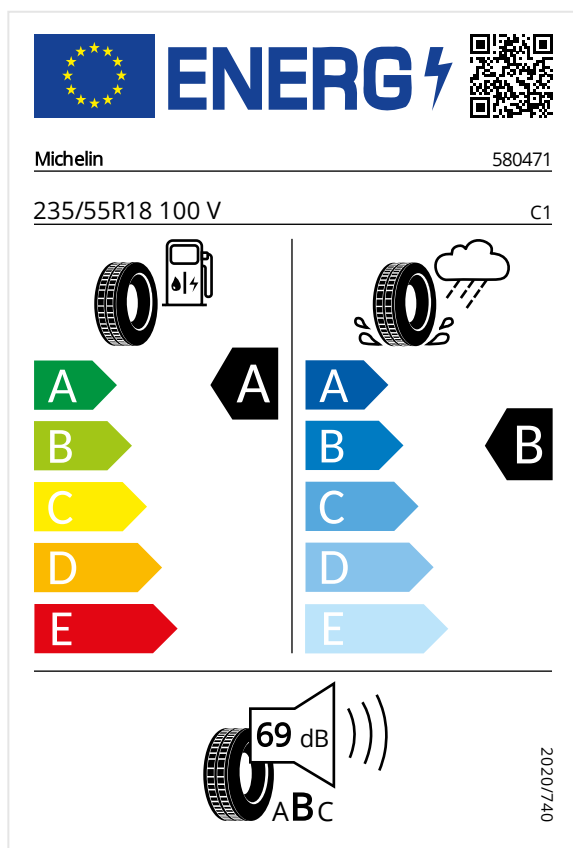 ENERG
Michelin 580471
235/55R18 100 V C1
A A A
B B B
C C
D D
E E
69 dB
ABC
2020/740